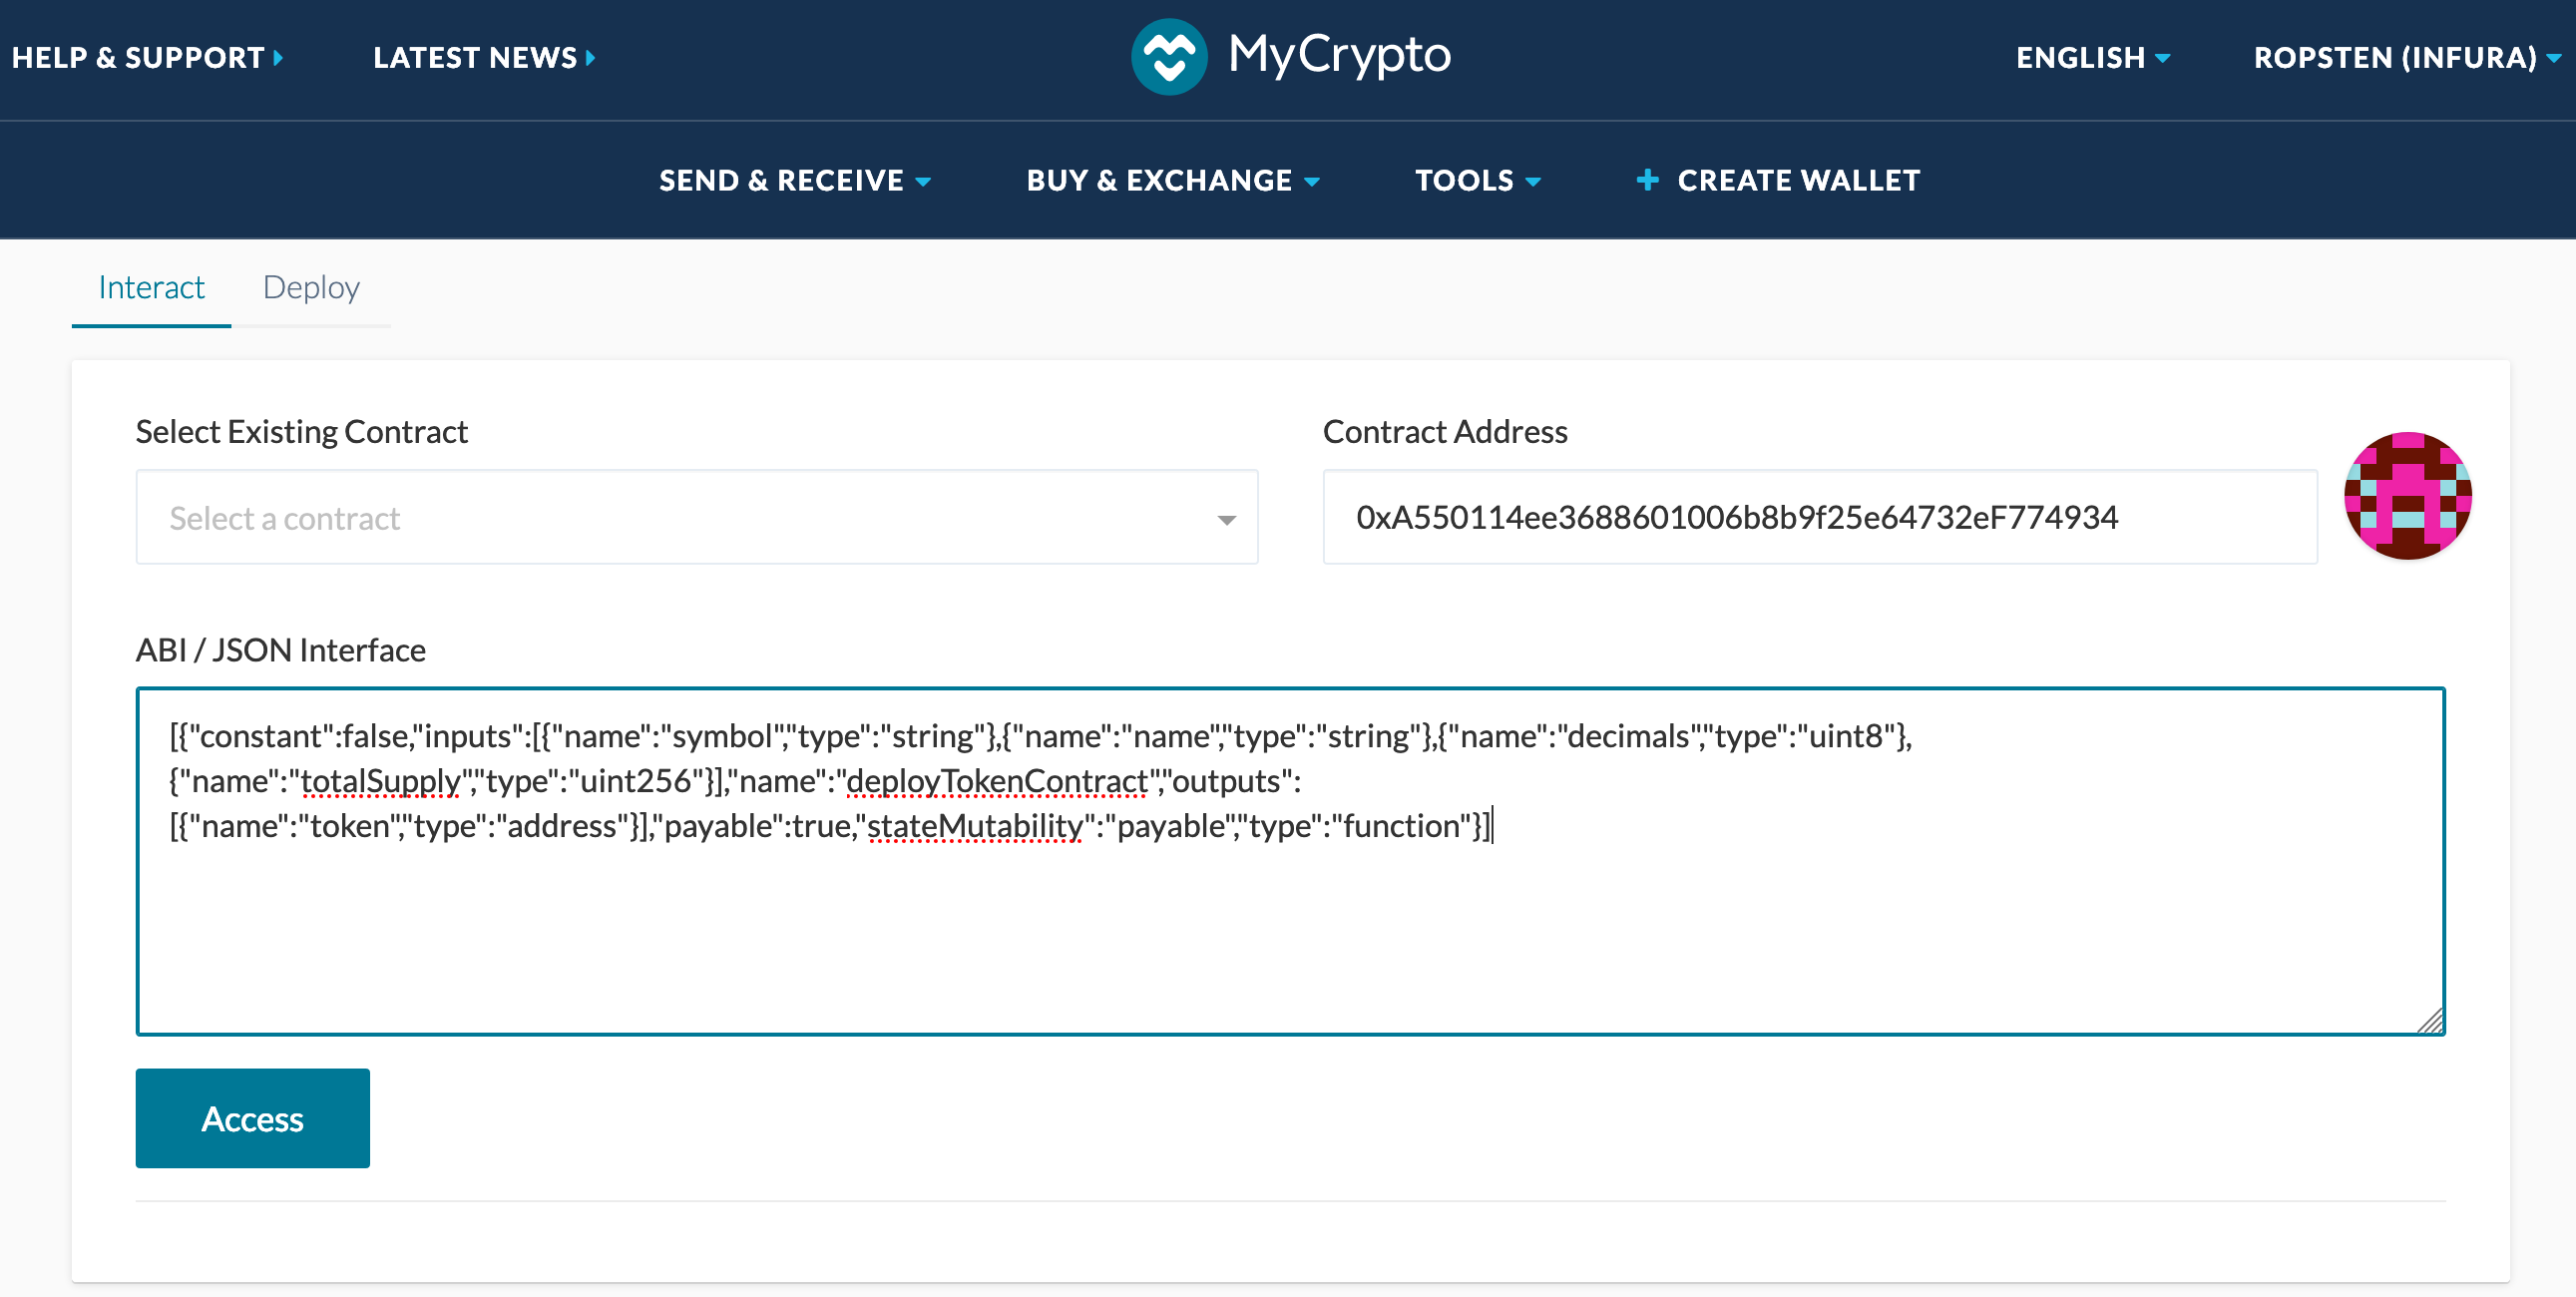 HELP & SUPPORT
LATEST NEWS
MyCrypto
ENGLISH
ROPSTEN (INFURA)
SEND & RECEIVE
BUY & EXCHANGE
TOOLS
+ CREATE WALLET
Interact
Deploy
Select Existing Contract
Select a contract
Contract Address
0xA550114ee3688601006b8b9f25e64732eF774934
ABI / JSON Interface
[{"constant":false,"inputs":[{"name":"symbol","type":"string"},{"name":"name","type":"string"},{"name":"decimals","type":"uint8"},
{"name":"totalSupply","type":"uint256"}],"name":"deployTokenContract","outputs":
[{"name":"token","type":"address"}],"payable":true,"stateMutability":"payable","type":"function"}]
Access